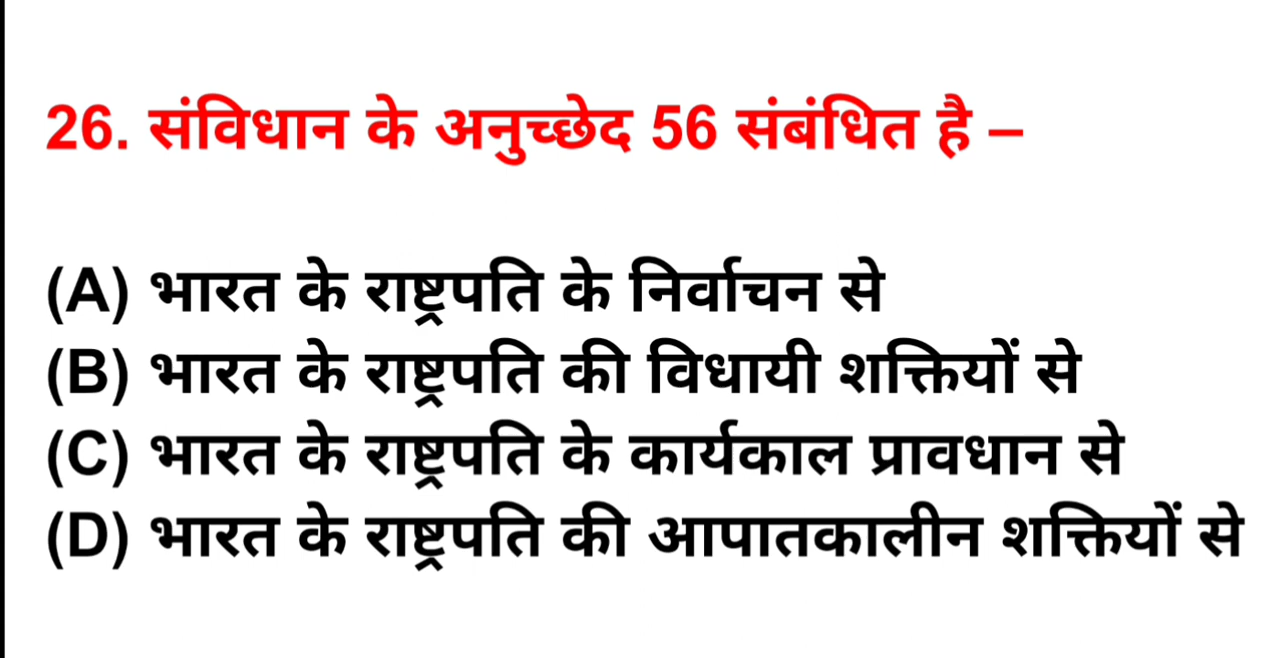 26. संविधान के अनुच्छेद 56 संबंधित है –
(A) भारत के राष्ट्रपति के निर्वाचन से
(B) भारत के राष्ट्रपति की विधायी शक्तियों से
(C) भारत के राष्ट्रपति के कार्यकाल प्रावधान से
(D) भारत के राष्ट्रपति की आपातकालीन शक्तियों से